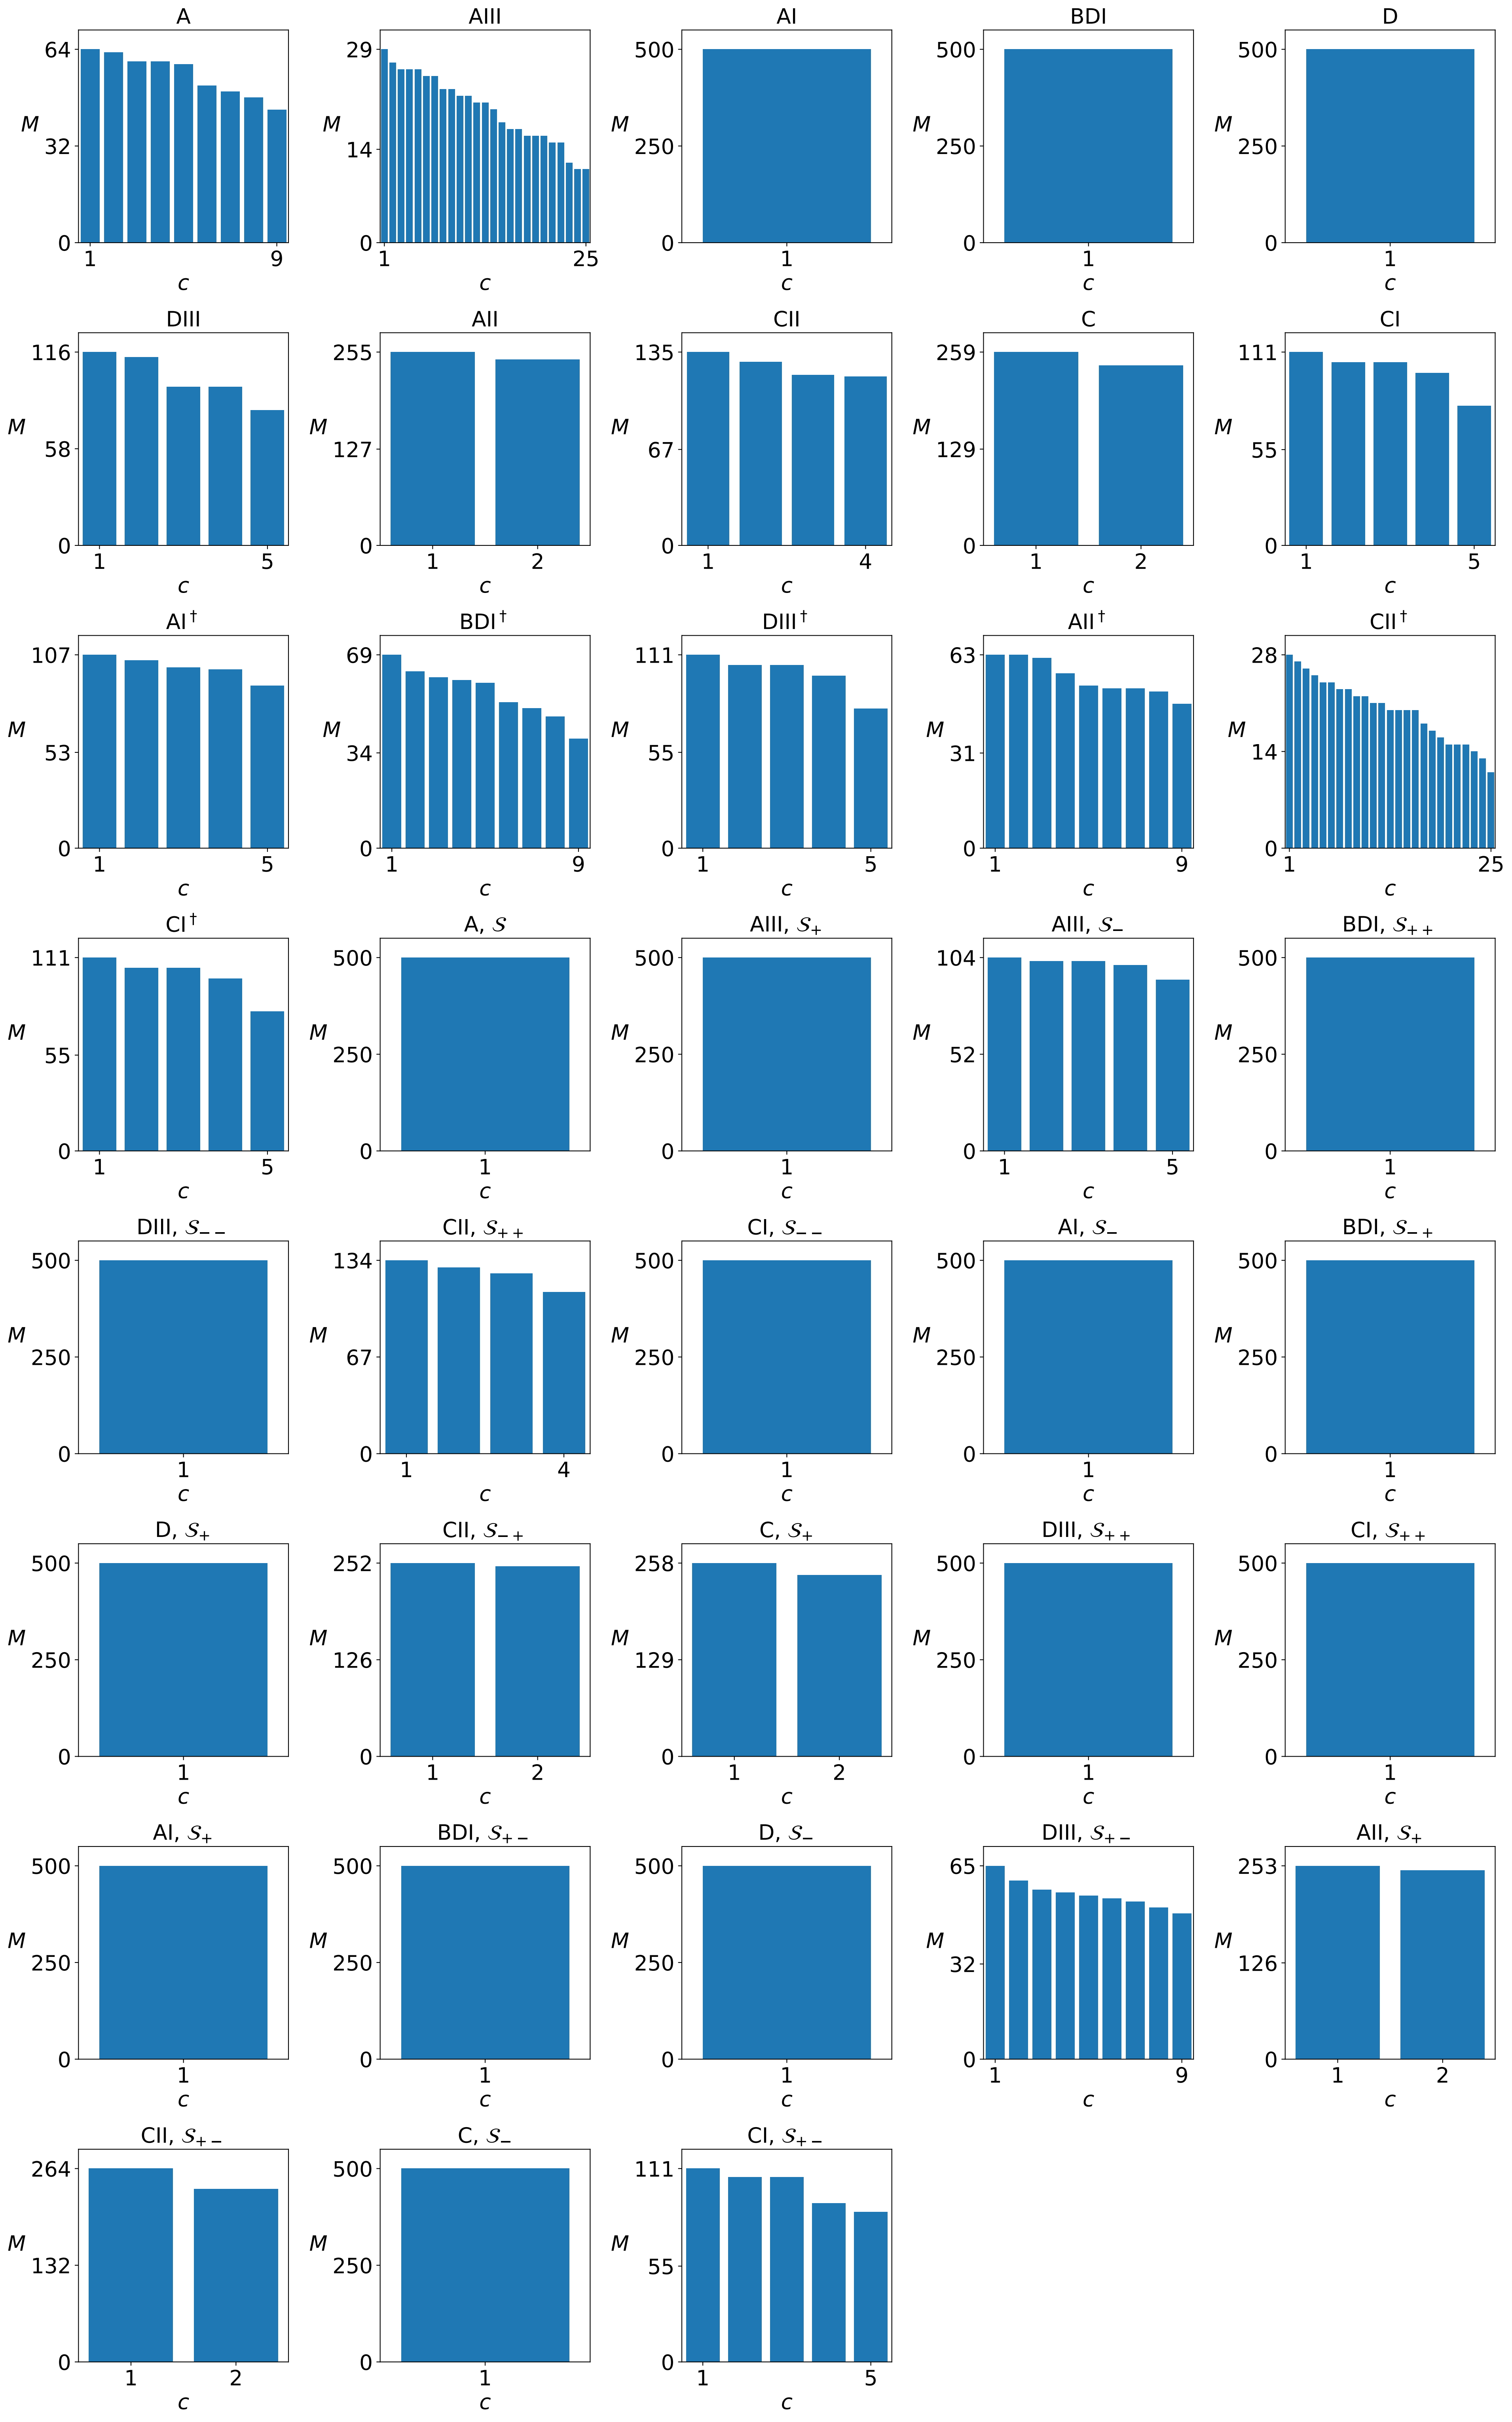 A
AIII
AI
BDI
D
M
64
32
0
1
9
c
M
29
14
0
1
25
c
M
500
250
0
1
c
M
500
250
0
1
c
M
500
250
0
1
c
DIII
AII
CII
C
CI
M
116
58
0
1
5
c
M
255
127
0
1
2
c
M
135
67
0
1
4
c
M
259
129
0
1
2
c
M
111
55
0
1
5
c
AI†
BDI†
DIII†
AII†
CII†
M
107
53
0
1
5
c
M
69
34
0
1
9
c
M
111
55
0
1
5
c
M
63
31
0
1
9
c
M
28
14
0
1
25
c
CI†
A, 𝒮
AIII, 𝒮₊
AIII, 𝒮₋
BDI, 𝒮₊₊
M
111
55
0
1
5
c
M
500
250
0
1
c
M
500
250
0
1
c
M
104
52
0
1
5
c
M
500
250
0
1
c
DIII, 𝒮₋₋
CII, 𝒮₊₊
CI, 𝒮₋₋
AI, 𝒮₋
BDI, 𝒮₋₊
M
500
250
0
1
c
M
134
67
0
1
4
c
M
500
250
0
1
c
M
500
250
0
1
c
M
500
250
0
1
c
D, 𝒮₊
CII, 𝒮₋₊
C, 𝒮₊
DIII, 𝒮₊₊
CI, 𝒮₊₊
M
500
250
0
1
c
M
252
126
0
1
2
c
M
258
129
0
1
2
c
M
500
250
0
1
c
M
500
250
0
1
c
AI, 𝒮₊
BDI, 𝒮₊₋
D, 𝒮₋
DIII, 𝒮₊₋
AII, 𝒮₊
M
500
250
0
1
c
M
500
250
0
1
c
M
500
250
0
1
c
M
65
32
0
1
9
c
M
253
126
0
1
2
c
CII, 𝒮₊₋
C, 𝒮₋
CI, 𝒮₊₋
M
264
132
0
1
2
c
M
500
250
0
1
c
M
111
55
0
1
5
c